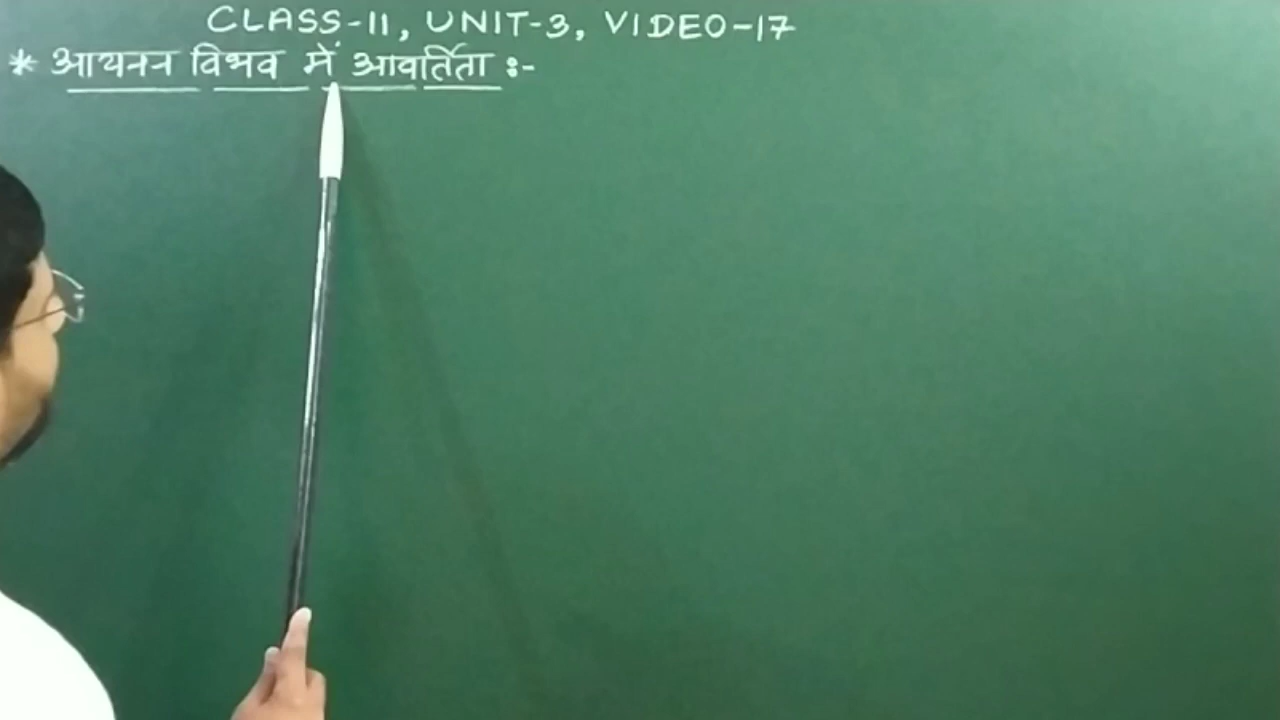 CLASS-11, UNIT-3, VIDEO-17
* आयनन विभव में आवर्तिता :-